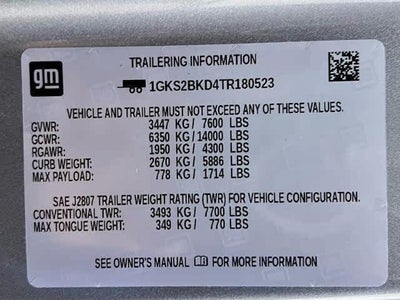 TRAILERING INFORMATION
gm
1GKS2BKD4TR180523
VEHICLE AND TRAILER MUST NOT EXCEED ANY OF THESE VALUES.
GVWR: 3447 KG / 7600 LBS
GCWR: 6350 KG / 14000 LBS
RGAWR: 1950 KG / 4300 LBS
CURB WEIGHT: 2670 KG / 5886 LBS
MAX PAYLOAD: 778 KG / 1714 LBS
SAE J2807 TRAILER WEIGHT RATING (TWR) FOR VEHICLE CONFIGURATION.
CONVENTIONAL TWR: 3493 KG / 7700 LBS
MAX TONGUE WEIGHT: 349 KG / 770 LBS
SEE OWNER'S MANUAL FOR MORE INFORMATION